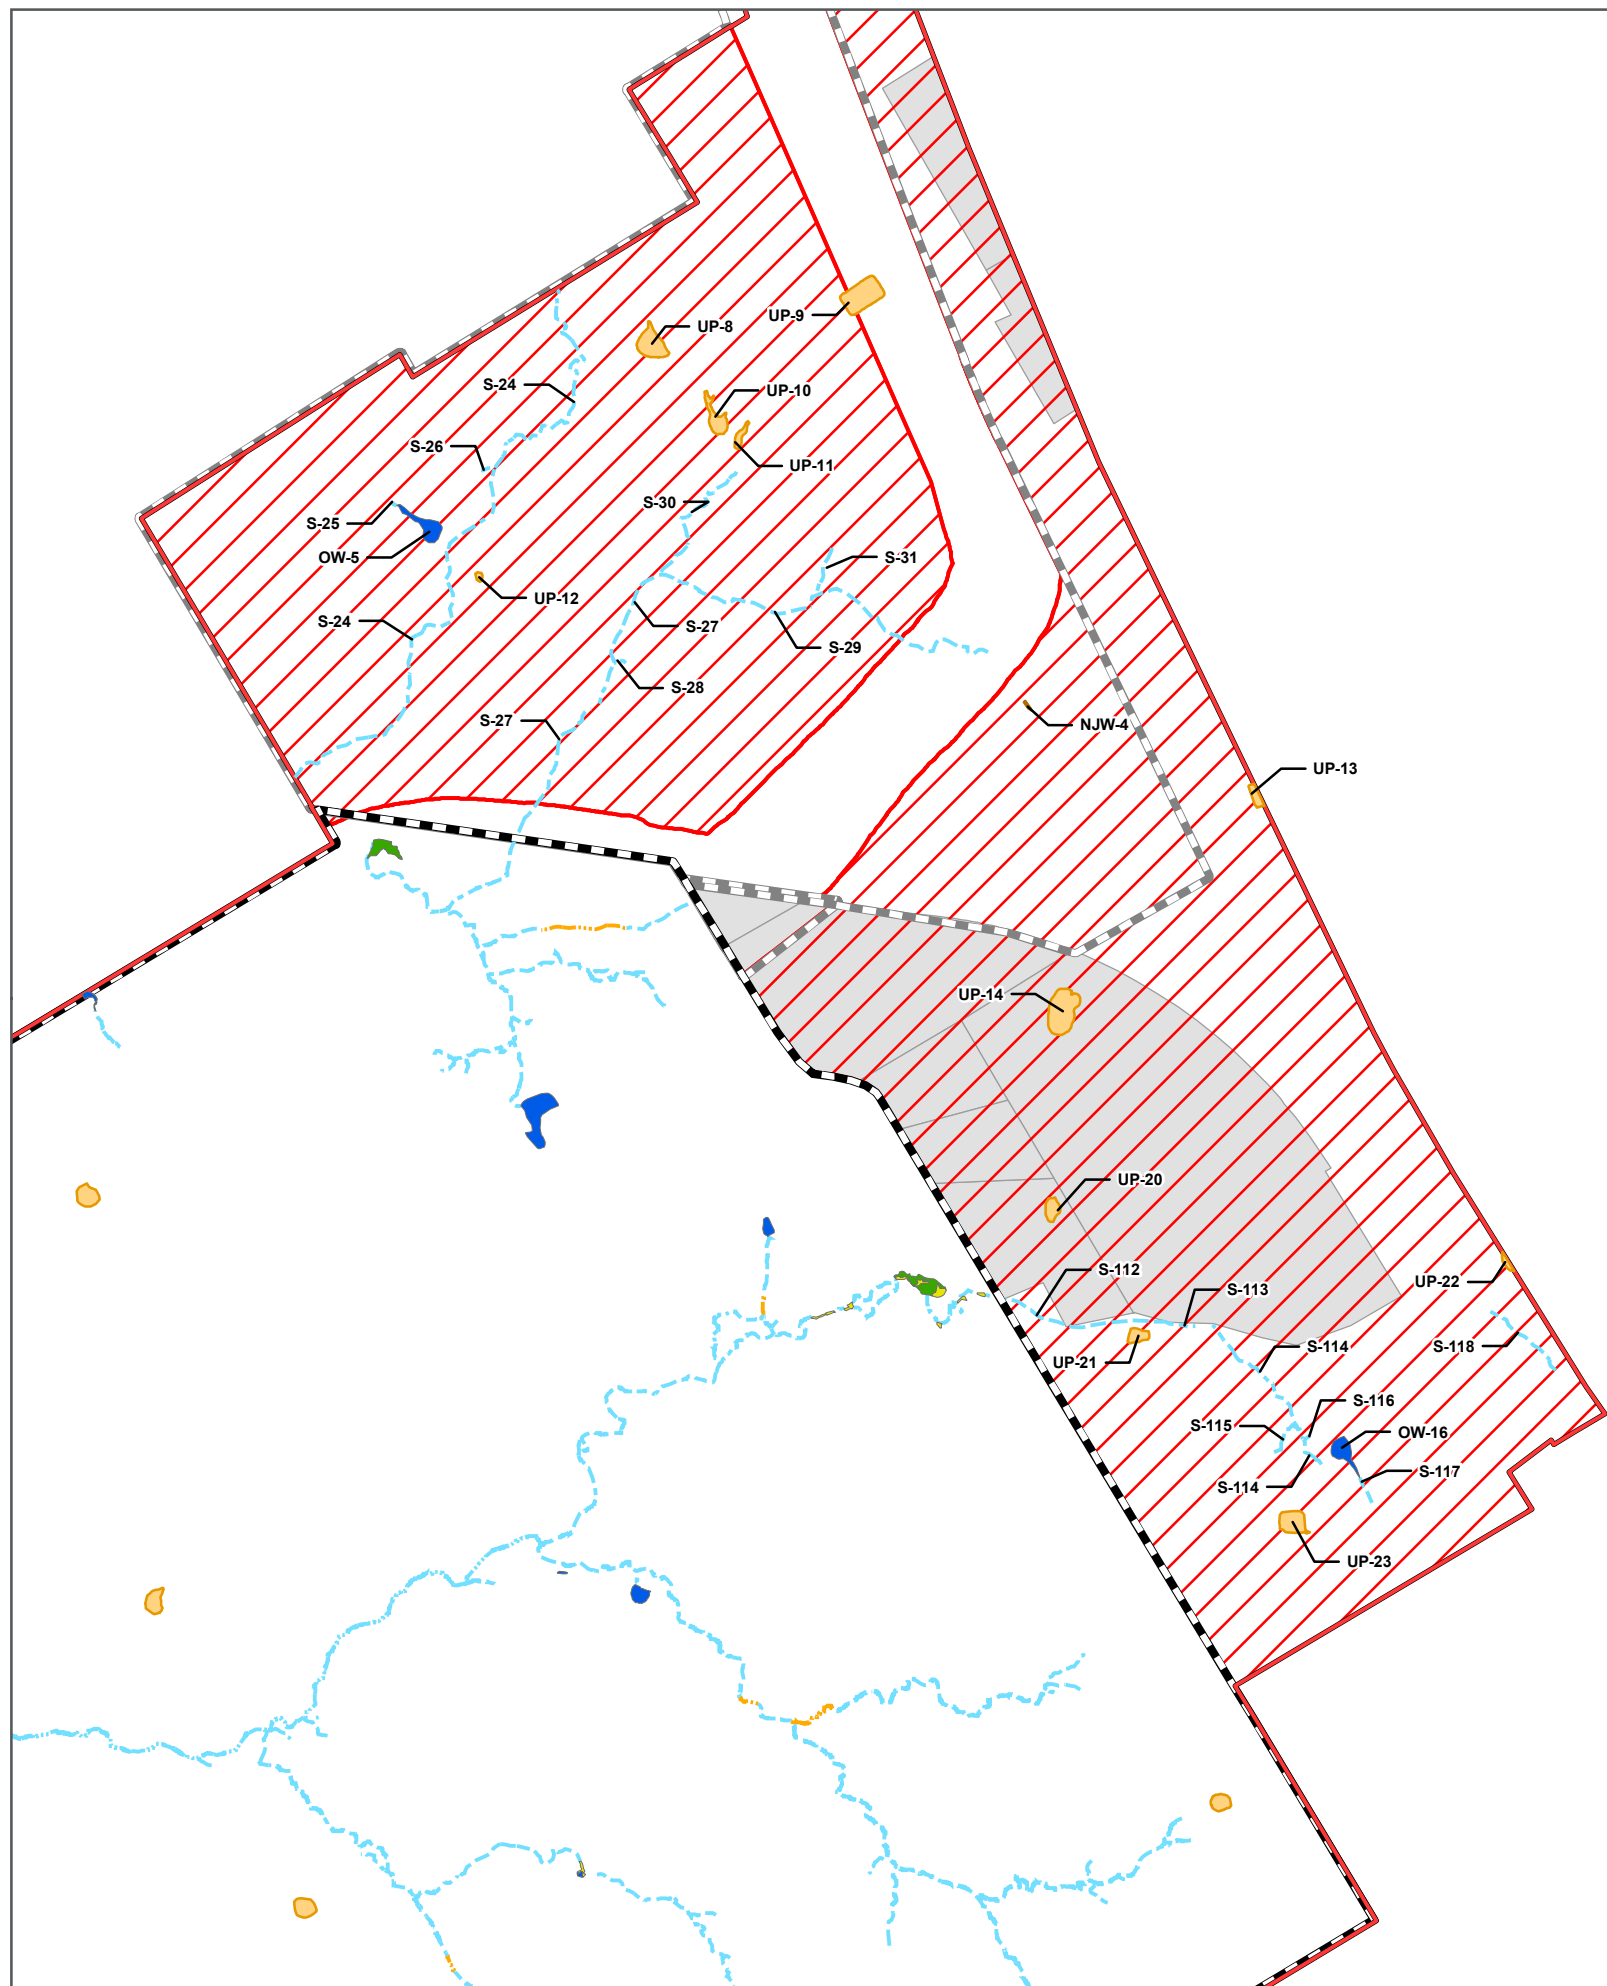 UP-9
UP-8
S-24
UP-10
S-26
UP-11
S-30
S-25
OW-5
S-31
UP-12
S-24
S-27
S-29
S-28
S-27
NJW-4
UP-13
UP-14
UP-20
S-112
UP-22
S-113
S-114
S-118
UP-21
S-116
S-115
OW-16
S-117
S-114
UP-23